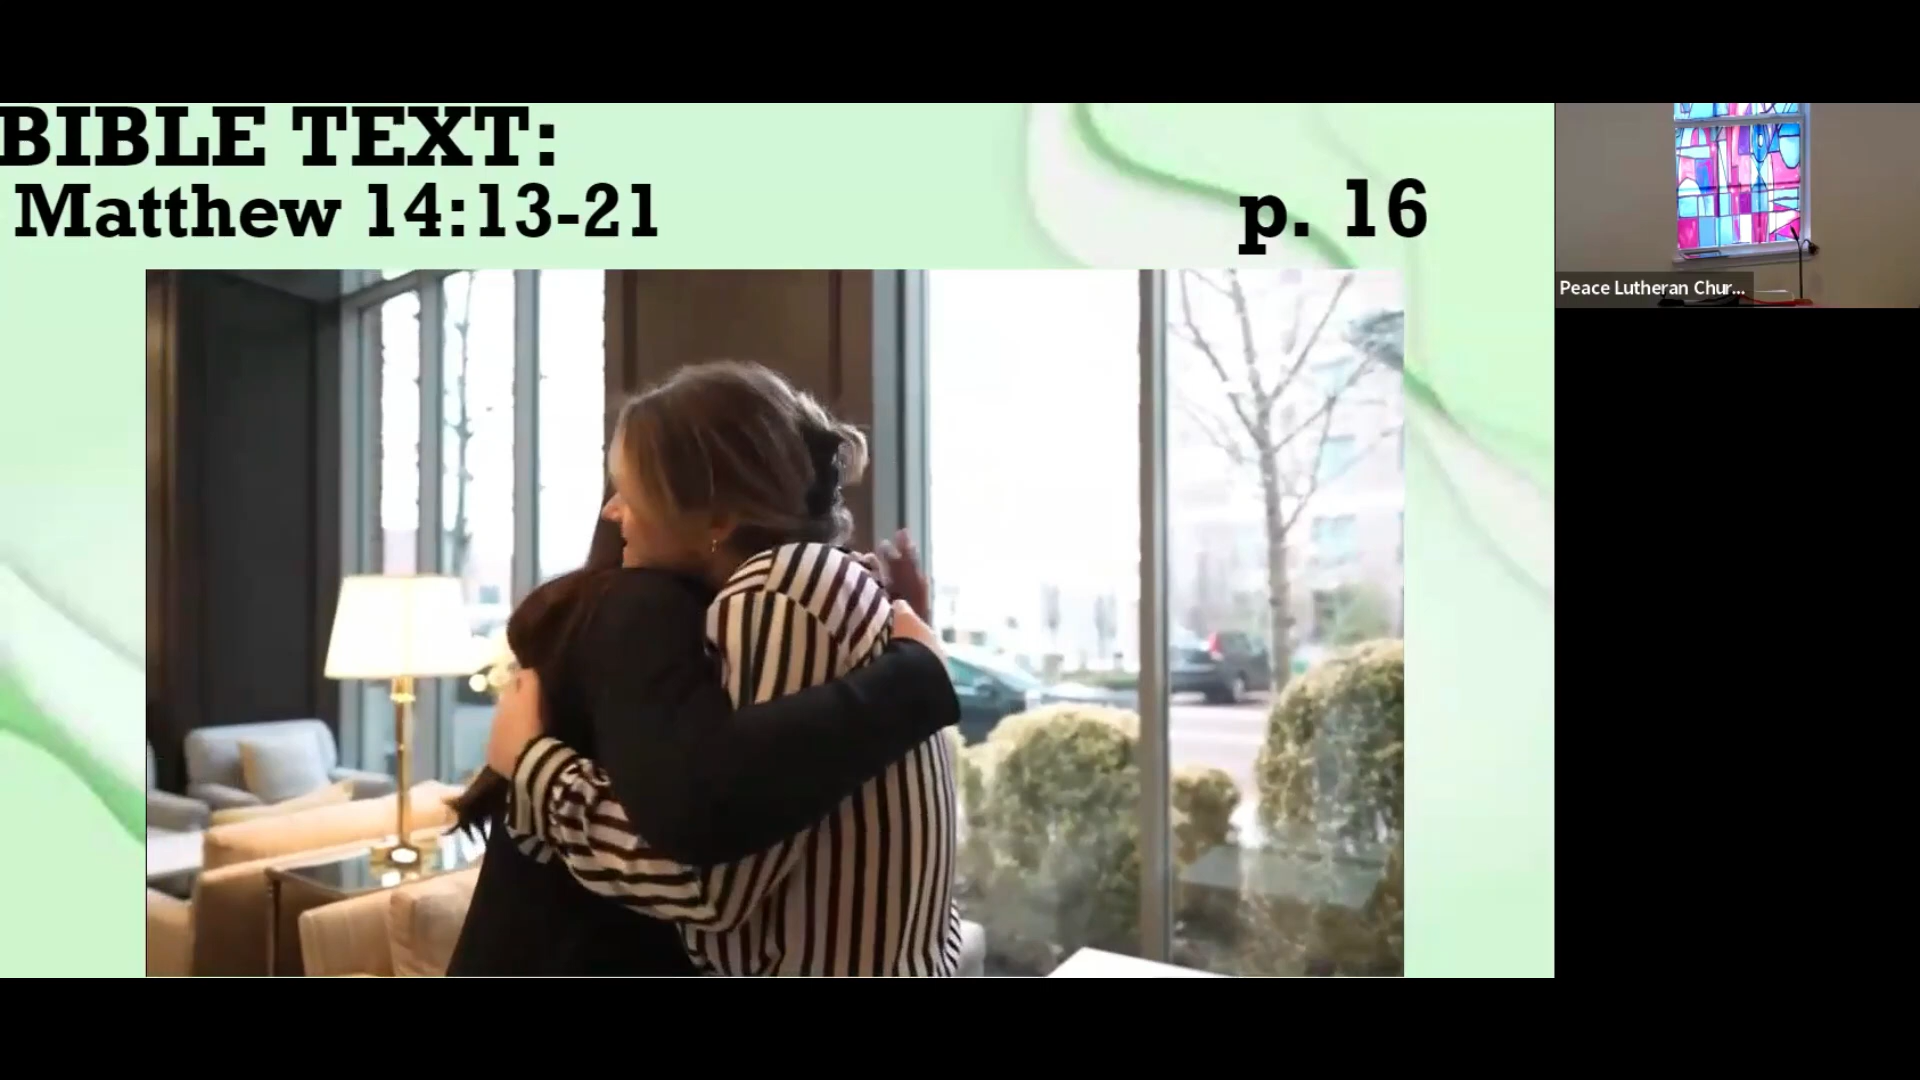 BIBLE TEXT:
Matthew 14:13-21
p. 16
Peace Lutheran Chur...